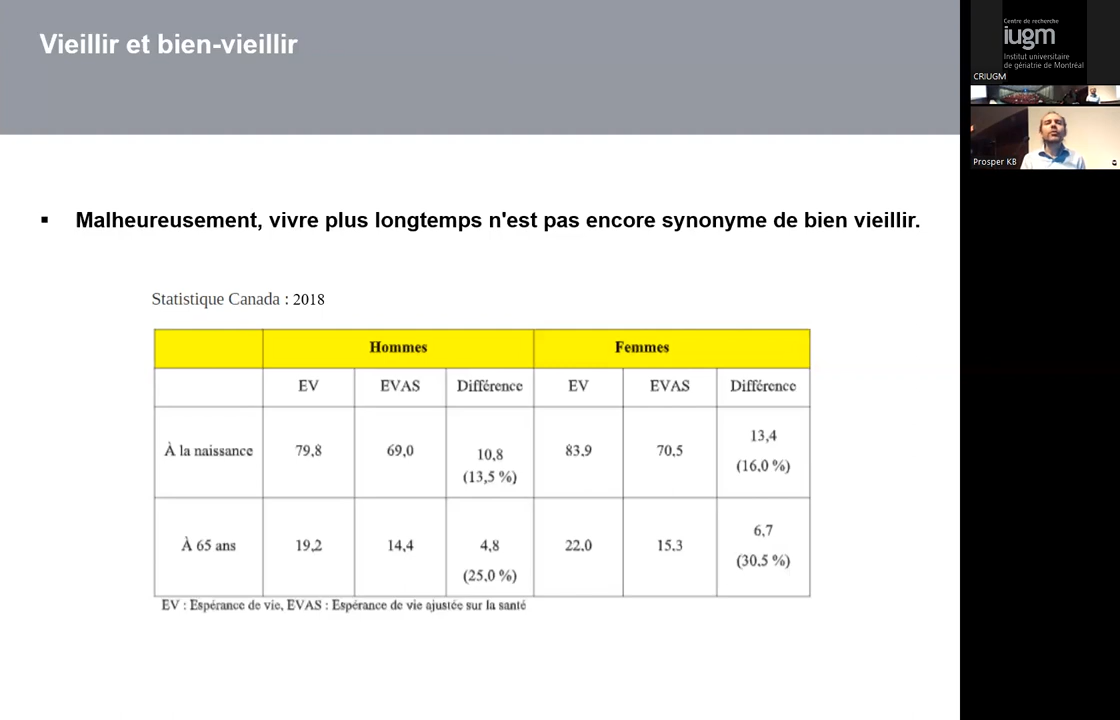 Vieillir et bien-vieillir
Malheureusement, vivre plus longtemps n'est pas encore synonyme de bien vieillir.
Statistique Canada : 2018
Hommes Femmes
EV EVAS Différence EV EVAS Différence
À la naissance 79,8 69,0 10,8 (13,5 %) 83,9 70,5 13,4 (16,0 %)
À 65 ans 19,2 14,4 4,8 (25,0 %) 22,0 15,3 6,7 (30,5 %)
EV : Espérance de vie, EVAS : Espérance de vie ajustée sur la santé
Centre de recherche
iugm
Institut universitaire
de gériatrie de Montréal
CRIUGM
Prosper KB